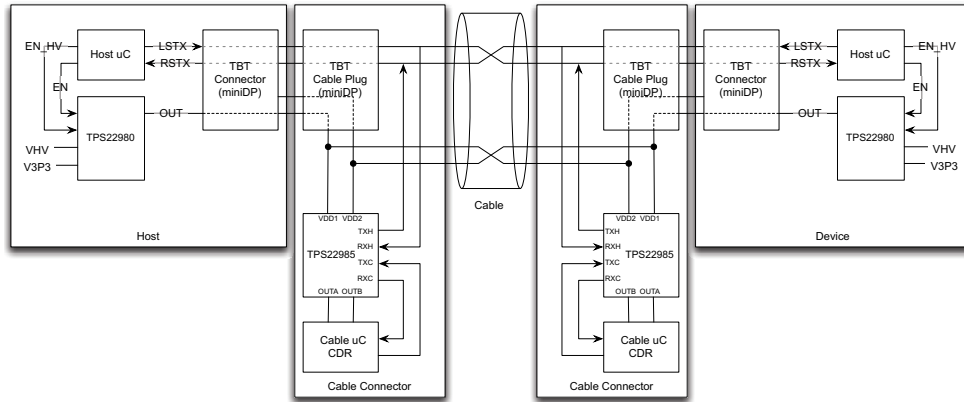 EN_HV
Host uC
LSTX
RSTX
EN
TPS22980
OUT
VHV
V3P3
Host
TBT
Connector
(miniDP)
TBT
Cable Plug
(miniDP)
VDD1 VDD2
TXH
RXH
TPS22985
TXC
RXC
OUTA OUTB
Cable uC
CDR
Cable Connector
Cable
TBT
Cable Plug
(miniDP)
TBT
Connector
(miniDP)
VDD2 VDD1
TXH
RXH
TXC
TPS22985
RXC
OUTB OUTA
Cable uC
CDR
Cable Connector
LSTX
RSTX
Host uC
EN_HV
EN
OUT
TPS22980
VHV
V3P3
Device